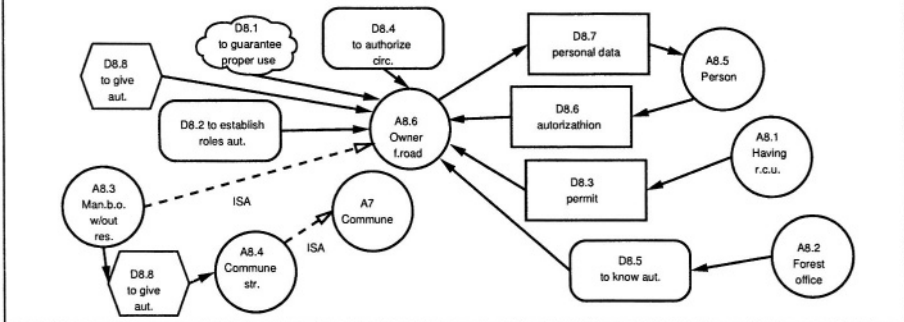 D8.1
to guarantee
proper use
D8.4
to authorize
circ.
D8.7
personal data
A8.5
Person
D8.8
to give
aut.
D8.2 to establish
roles aut.
A8.6
Owner
f.road
D8.6
autorizathion
A8.1
Having
r.c.u.
D8.3
permit
A8.3
Man.b.o.
w/out
res.
ISA
A7
Commune
ISA
A8.4
Commune
str.
D8.8
to give
aut.
D8.5
to know aut.
A8.2
Forest
office